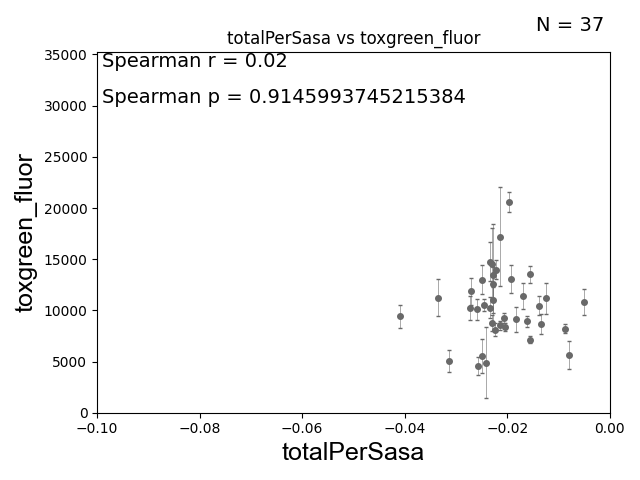 N = 37
totalPerSasa vs toxgreen_fluor
Spearman r = 0.02
Spearman p = 0.9145993745215384
toxgreen_fluor
35000
30000
25000
20000
15000
10000
5000
0
−0.10 −0.08 −0.06 −0.04 −0.02 0.00
totalPerSasa